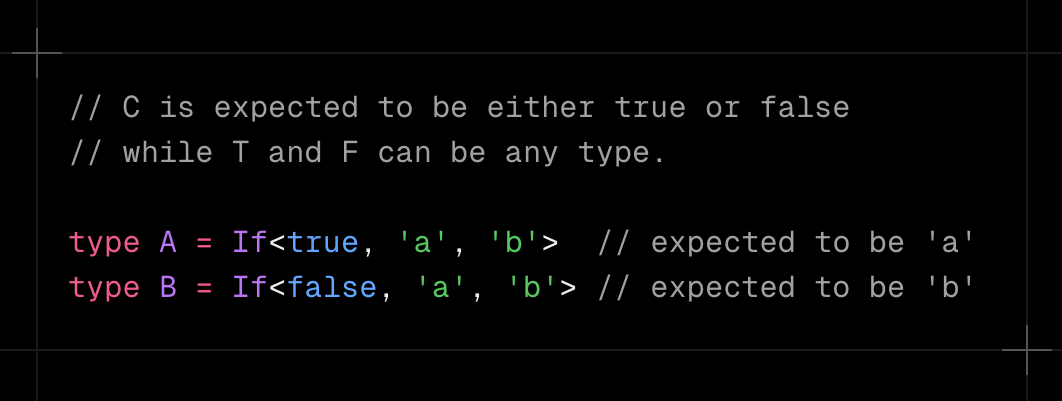 // C is expected to be either true or false
// while T and F can be any type.
type A = If<true, 'a', 'b'>  // expected to be 'a'
type B = If<false, 'a', 'b'> // expected to be 'b'